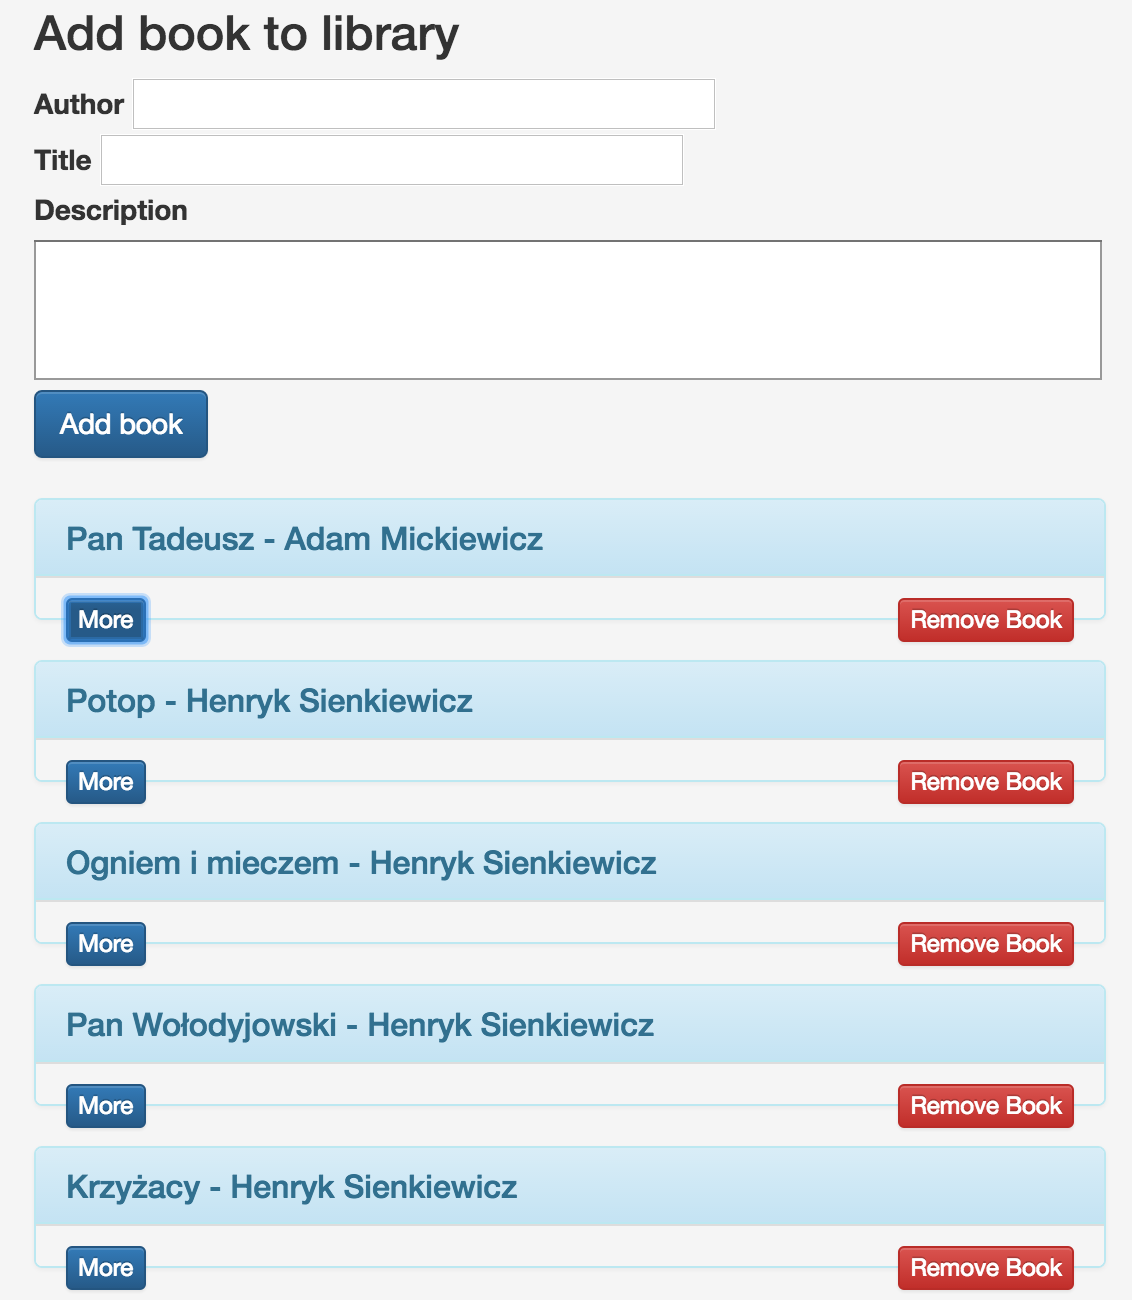 Add book to library
Author
Title
Description
Add book
Pan Tadeusz - Adam Mickiewicz
More Remove Book
Potop - Henryk Sienkiewicz
More Remove Book
Ogniem i mieczem - Henryk Sienkiewicz
More Remove Book
Pan Wołodyjowski - Henryk Sienkiewicz
More Remove Book
Krzyżacy - Henryk Sienkiewicz
More Remove Book